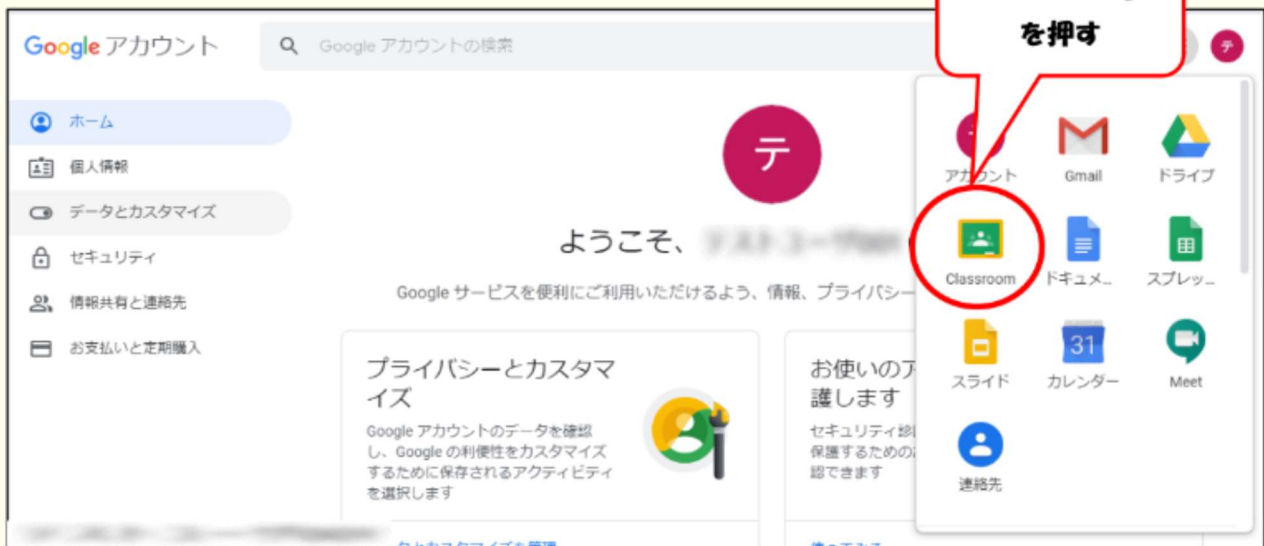 を押す
Google アカウント
Google アカウントの検索
テ
ホーム
個人情報
データとカスタマイズ
セキュリティ
情報共有と連絡先
お支払いと定期購入
テ
ようこそ、
Google サービスを便利にご利用いただけるよう、情報、プライバシー
プライバシーとカスタマ
イズ
Google アカウントのデータを確認
し、Google の利便性をカスタマイズ
するために保存されるアクティビティ
を選択します
お使いのア
護します
セキュリティ診
保護するための
認できます
アカウント
Gmail
ドライブ
Classroom
ドキュメ...
スプレッ...
スライド
31
カレンダー
Meet
連絡先